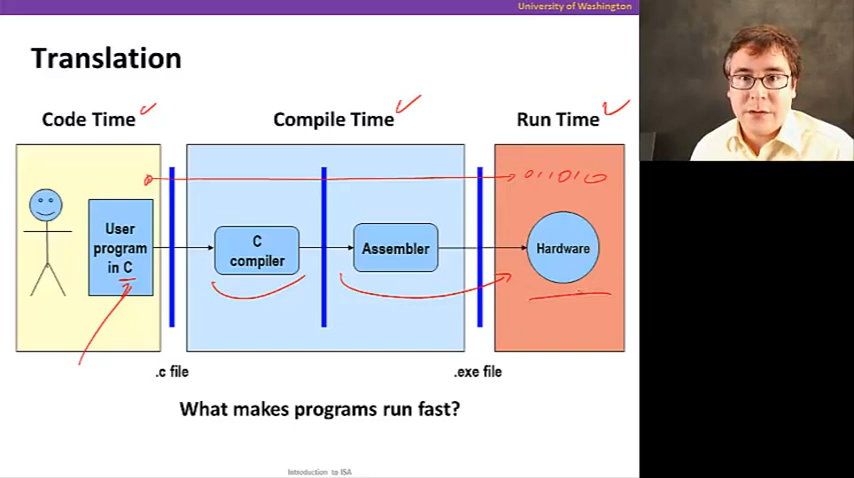 University of Washington
Translation
Code Time
Compile Time
Run Time
011010
User
program
in C
C
compiler
Assembler
Hardware
.c file
.exe file
What makes programs run fast?
Introduction to ISA